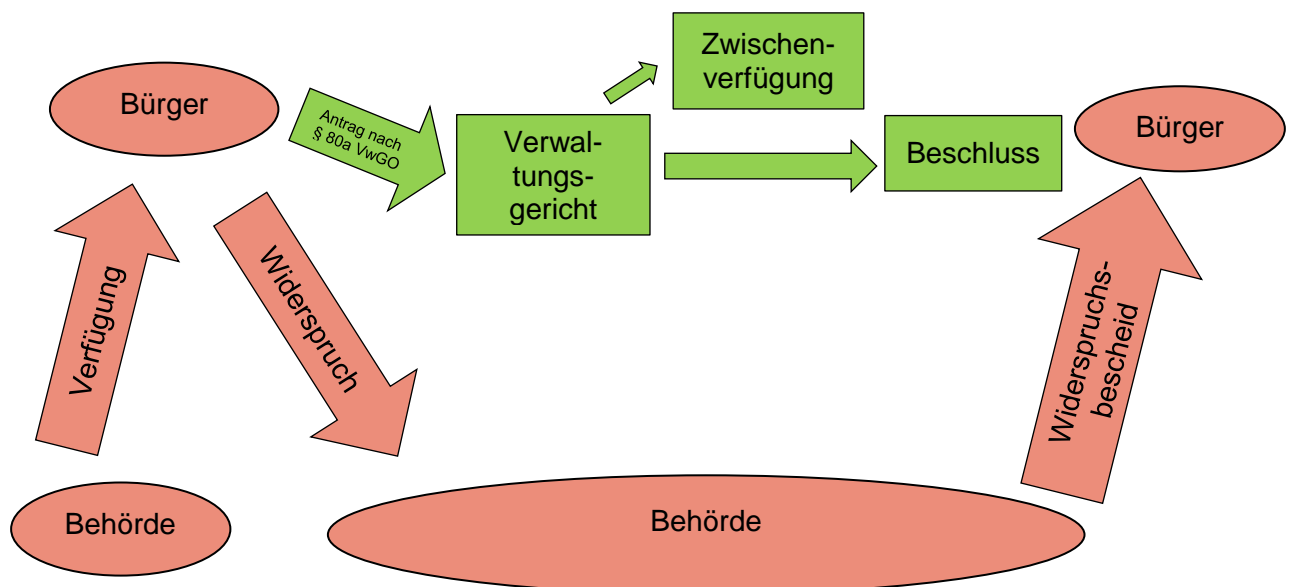 Zwischen-
verfügung
Bürger
Antrag nach
§ 80a VwGO
Verwal-
tungs-
gericht
Beschluss
Bürger
Verfügung
Widerspruch
Widerspruchs-
bescheid
Behörde
Behörde